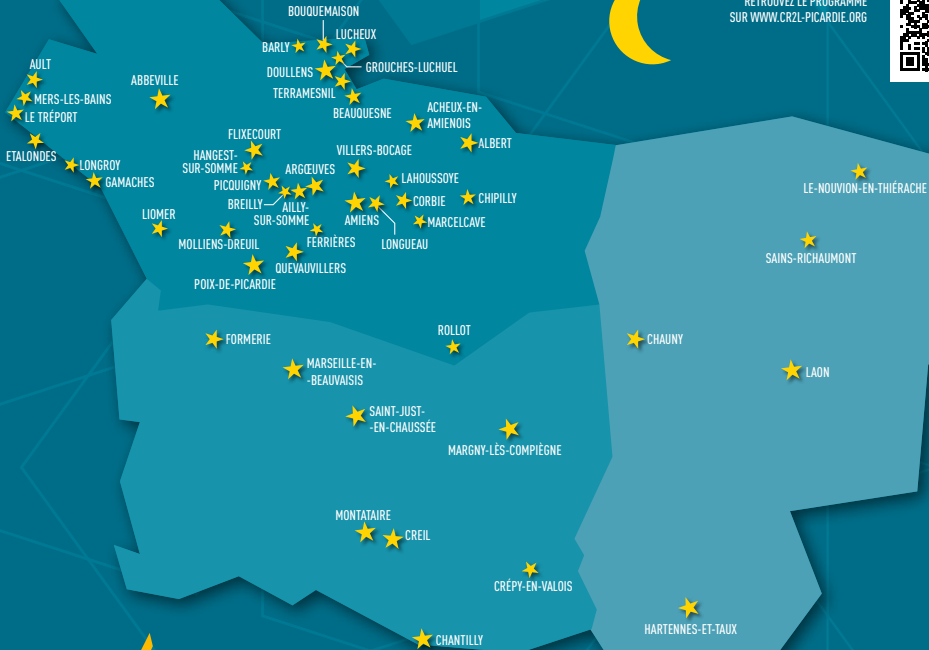 RETROUVEZ LE PROGRAMME
SUR WWW.CR2L-PICARDIE.ORG
BOUQUEMAISON
LUCHEUX
BARLY
GROUCHES-LUCHUEL
DOULLENS
TERRAMESNIL
BEAUQUESNE
AULT
ABBEVILLE
MERS-LES-BAINS
LE TRÉPORT
ACHEUX-EN-
AMIENOIS
ALBERT
ETALONDES
LONGROY
GAMACHES
FLIXECOURT
HANGEST-
SUR-SOMME
VILLERS-BOCAGE
ARGŒUVES
PICQUIGNY
BREILLY
AILLY-
SUR-SOMME
LAHOUSSOYE
CORBIE
CHIPILLY
AMIENS
MARCELCAVE
LONGUEAU
LIOMER
MOLLIENS-DREUIL
FERRIÈRES
QUEVAUVILLERS
POIX-DE-PICARDIE
LE-NOUVION-EN-THIÉRACHE
SAINS-RICHAUMONT
ROLLOT
FORMERIE
CHAUNY
MARSEILLE-EN-
-BEAUVAISIS
LAON
SAINT-JUST-
-EN-CHAUSSÉE
MARGNY-LÈS-COMPIÈGNE
MONTATAIRE
CREIL
CRÉPY-EN-VALOIS
HARTENNES-ET-TAUX
CHANTILLY